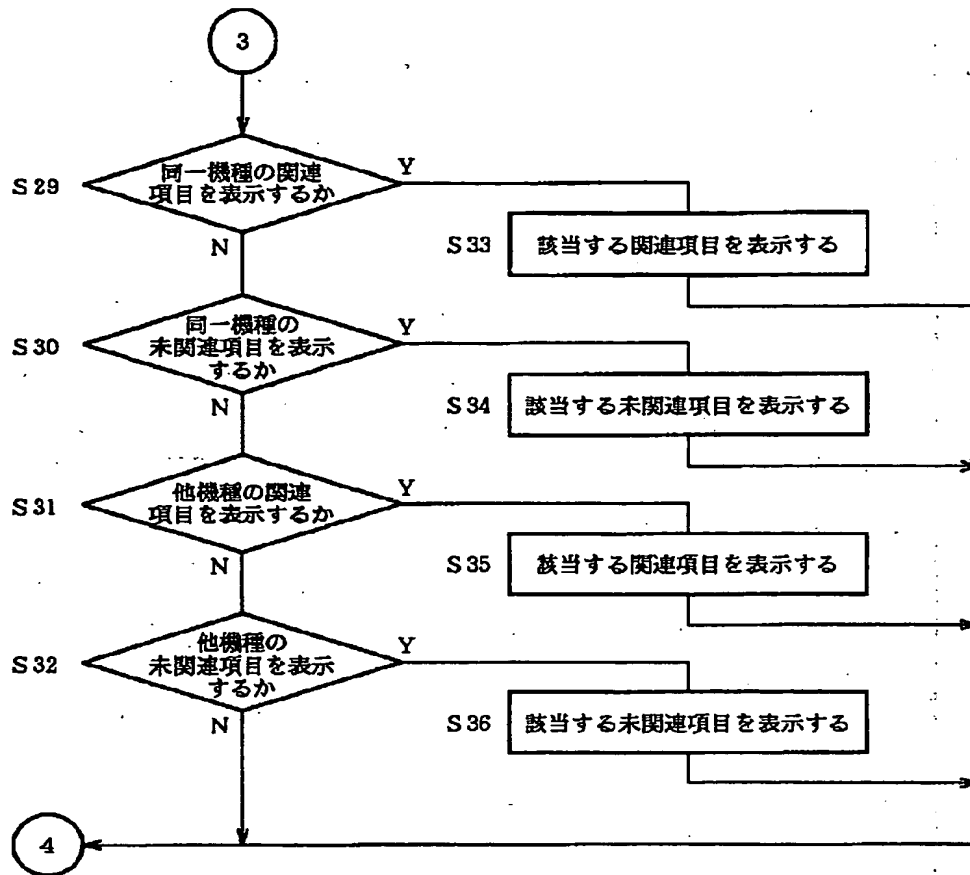 3
S29
同一機種の関連
項目を表示するか
Y
N
S33
該当する関連項目を表示する
S30
同一機種の
未関連項目を表示
するか
Y
N
S34
該当する未関連項目を表示する
S31
他機種の関連
項目を表示するか
Y
N
S35
該当する関連項目を表示する
S32
他機種の
未関連項目を表示
するか
Y
N
S36
該当する未関連項目を表示する
4